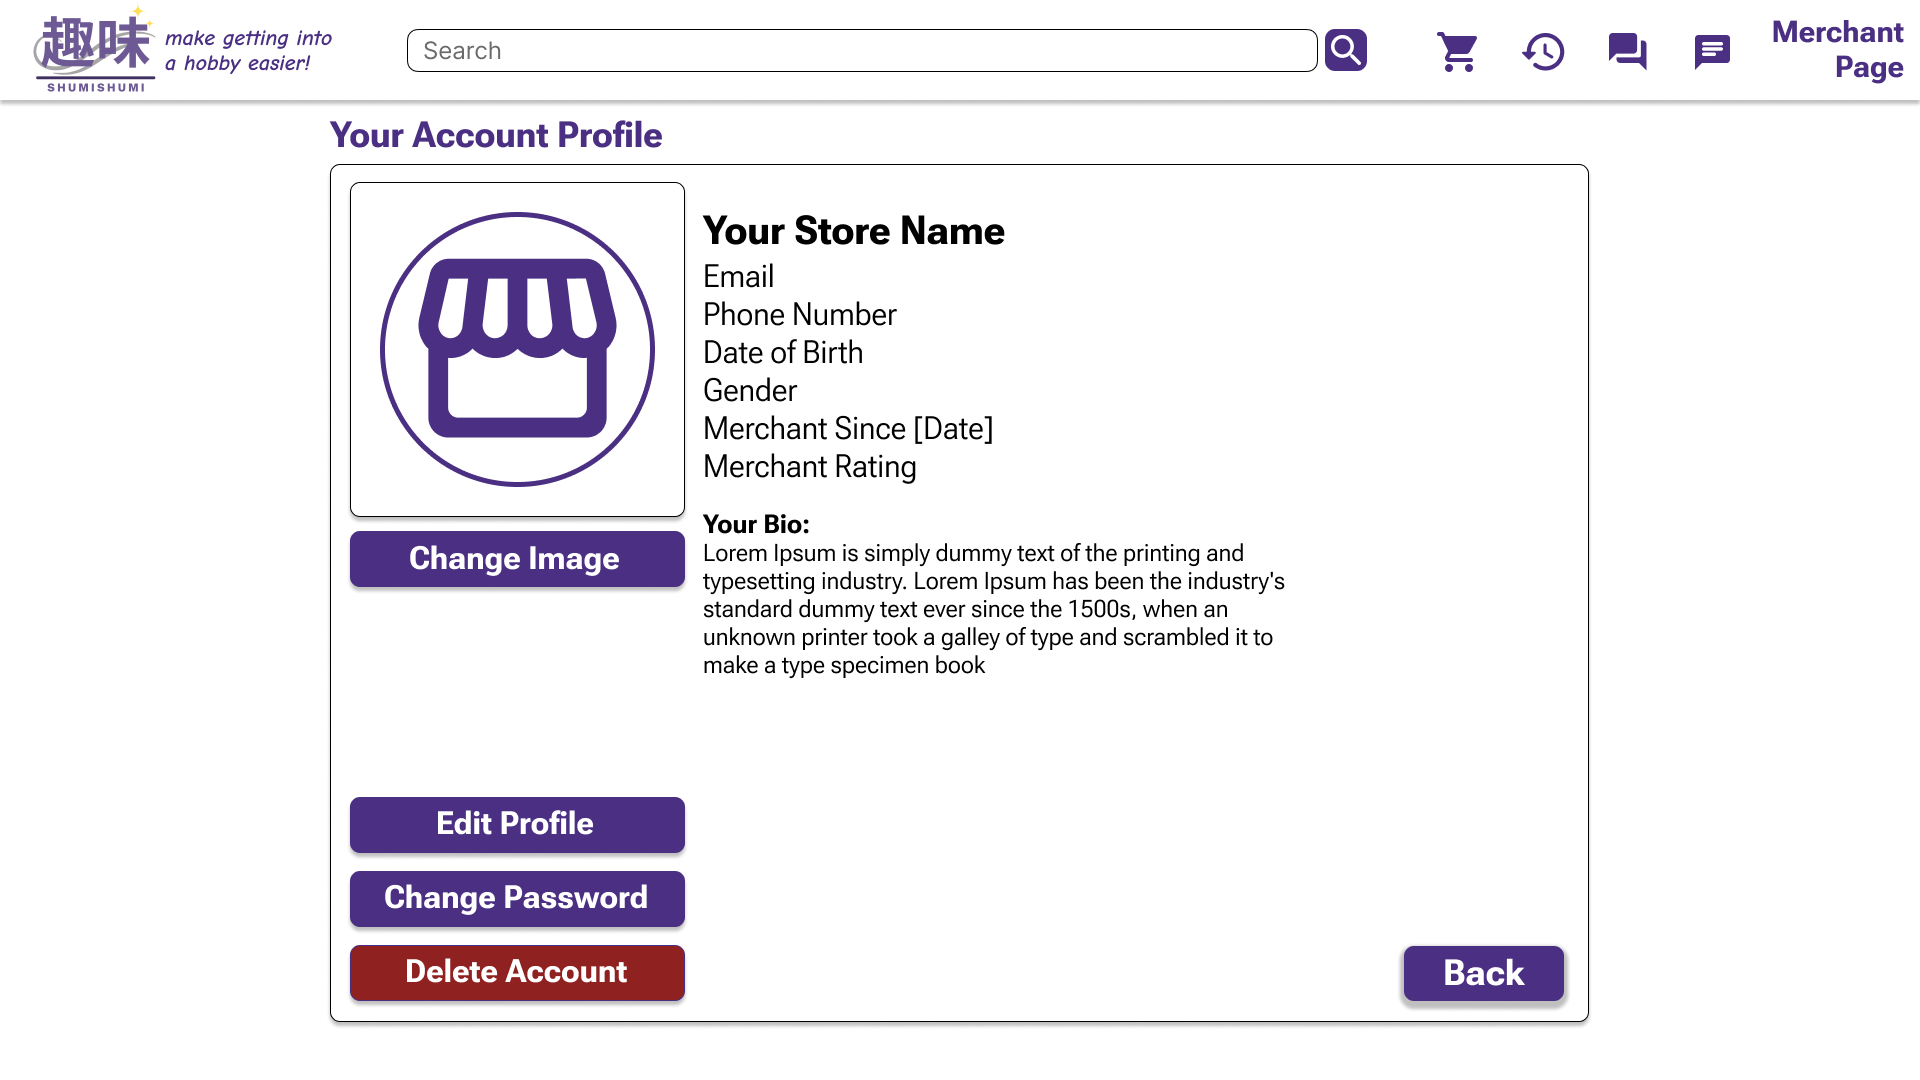 趣味
SHUMISHUMI
make getting into
a hobby easier!
Search
Merchant
Page
Your Account Profile
Your Store Name
Email
Phone Number
Date of Birth
Gender
Merchant Since [Date]
Merchant Rating
Your Bio:
Lorem Ipsum is simply dummy text of the printing and
typesetting industry. Lorem Ipsum has been the industry's
standard dummy text ever since the 1500s, when an
unknown printer took a galley of type and scrambled it to
make a type specimen book
Change Image
Edit Profile
Change Password
Delete Account
Back